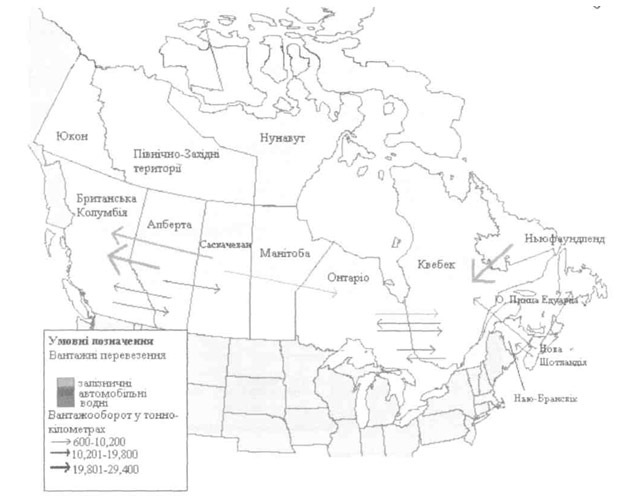 Юкон
Північно-Західні
території
Нунавут
Британська
Колумбія
Алберта
Саскачеван
Манітоба
Онтаріо
Квебек
Ньюфаундленд
О. Принца Едуарда
Нова
Шотландія
Нью-Брансвік
Умовні позначення
Вантажні перевезення
залізничні
автомобільні
водні
Вантажооборот у тонно-
кілометрах
600-10,200
10,201-19,800
19,801-29,400